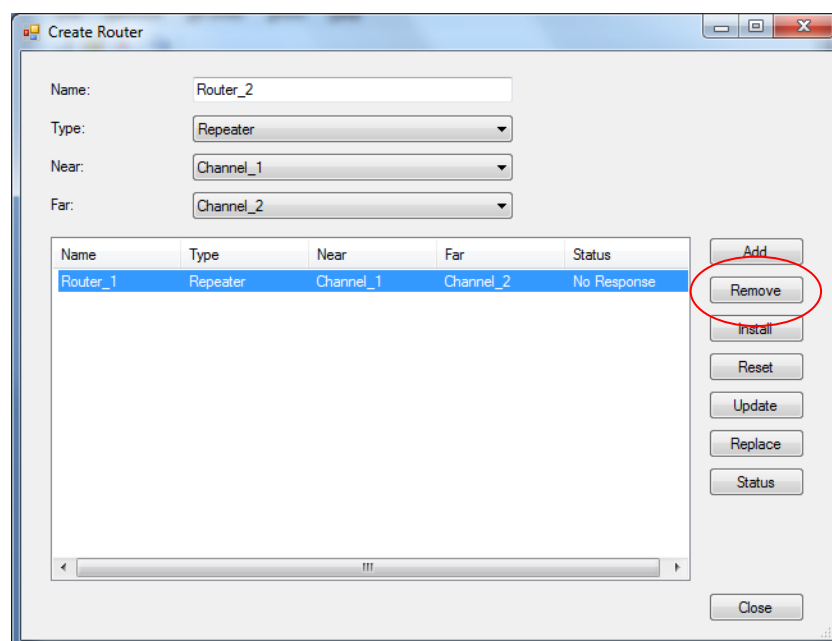 Create Router
Name: Router_2
Type: Repeater
Near: Channel_1
Far: Channel_2
Name Type Near Far Status
Router_1 Repeater Channel_1 Channel_2 No Response
Add
Remove
Install
Reset
Update
Replace
Status
Close